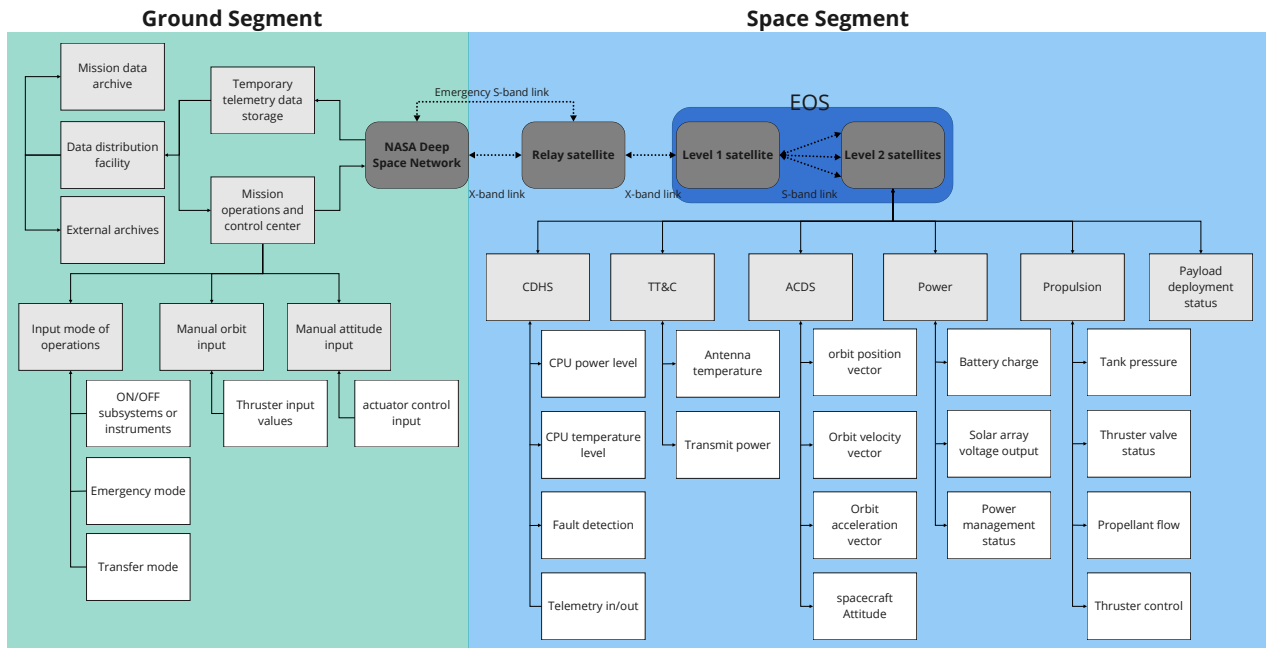 Ground Segment
Space Segment
Mission data
archive
Temporary
telemetry data
storage
Emergency S-band link
EOS
Data distribution
facility
NASA Deep
Space Network
Relay satellite
Level 1 satellite
Level 2 satellites
X-band link
X-band link
S-band link
External archives
Mission
operations and
control center
CDHS
TT&C
ACDS
Power
Propulsion
Payload
deployment
status
Input mode of
operations
Manual orbit
input
Manual attitude
input
ON/OFF
subsystems or
instruments
Thruster input
values
actuator control
input
Emergency mode
Transfer mode
CPU power level
CPU temperature
level
Fault detection
Telemetry in/out
Antenna
temperature
Transmit power
orbit position
vector
Orbit velocity
vector
Orbit
acceleration
vector
spacecraft
Attitude
Battery charge
Solar array
voltage output
Power
management
status
Tank pressure
Thruster valve
status
Propellant flow
Thruster control